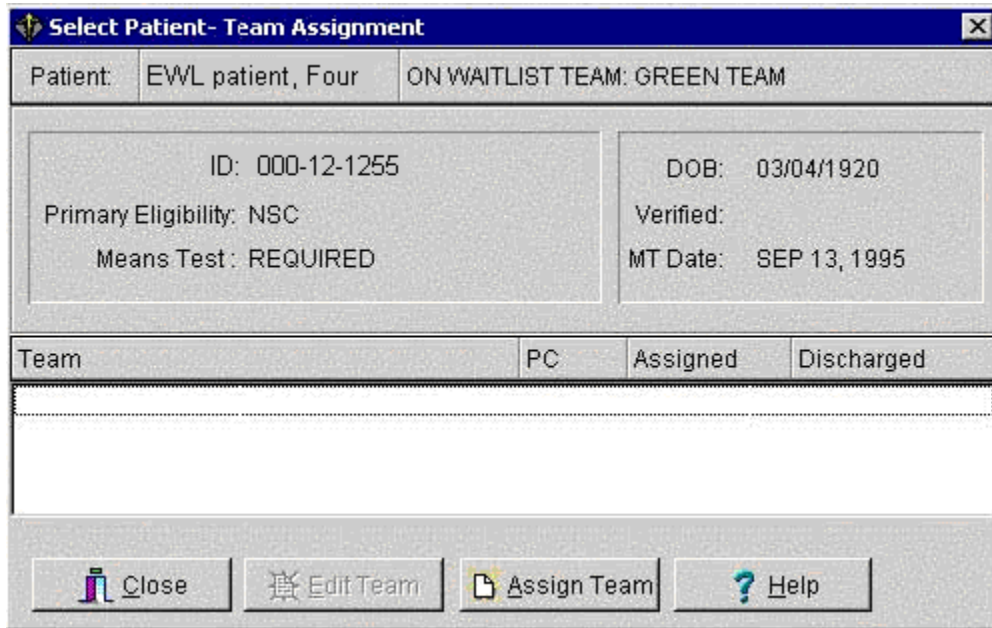 Select Patient- Team Assignment
Patient: EWL patient, Four ON WAITLIST TEAM: GREEN TEAM
ID: 000-12-1255 DOB: 03/04/1920
Primary Eligibility: NSC Verified:
Means Test : REQUIRED MT Date: SEP 13, 1995
Team PC Assigned Discharged
Close Edit Team Assign Team ? Help